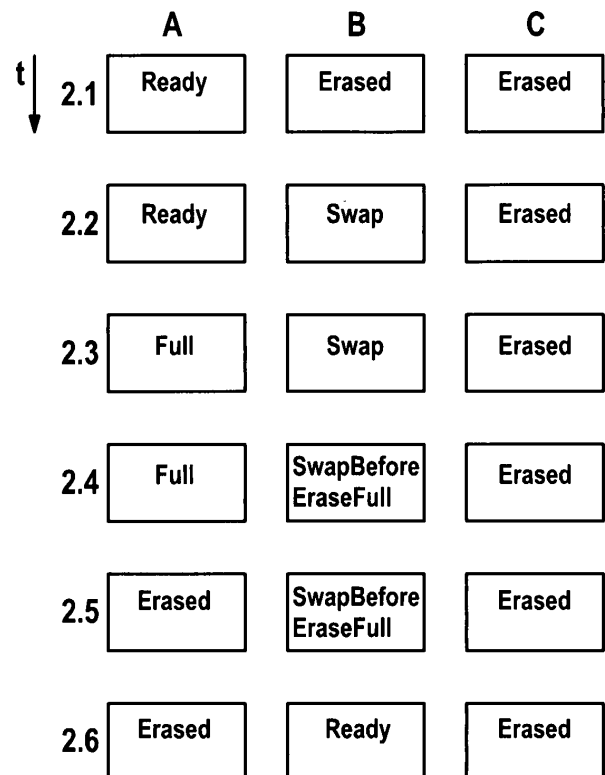 A B C
t
2.1 Ready Erased Erased
2.2 Ready Swap Erased
2.3 Full Swap Erased
2.4 Full SwapBefore EraseFull Erased
2.5 Erased SwapBefore EraseFull Erased
2.6 Erased Ready Erased